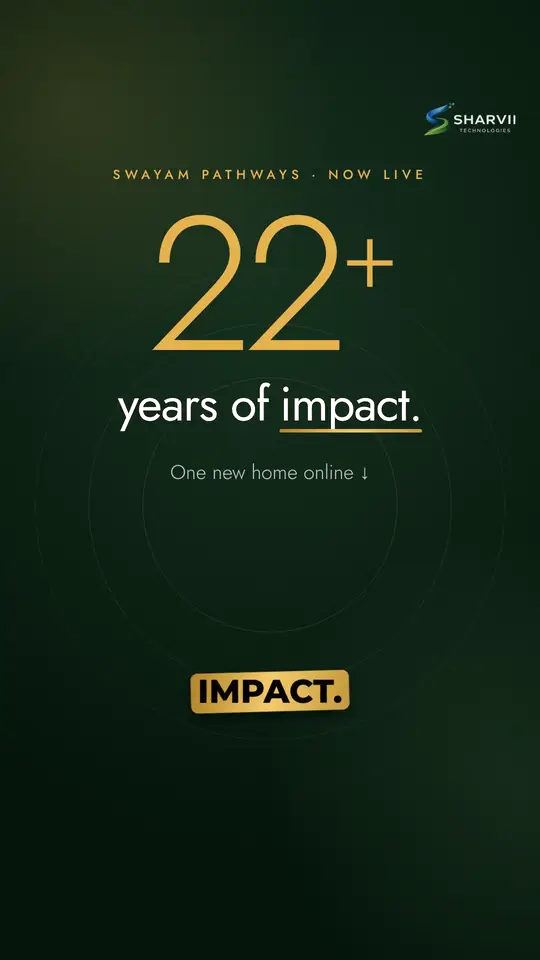 SHARVII
TECHNOLOGIES
SWAYAM PATHWAYS · NOW LIVE
22+
years of impact.
One new home online ↓
IMPACT.